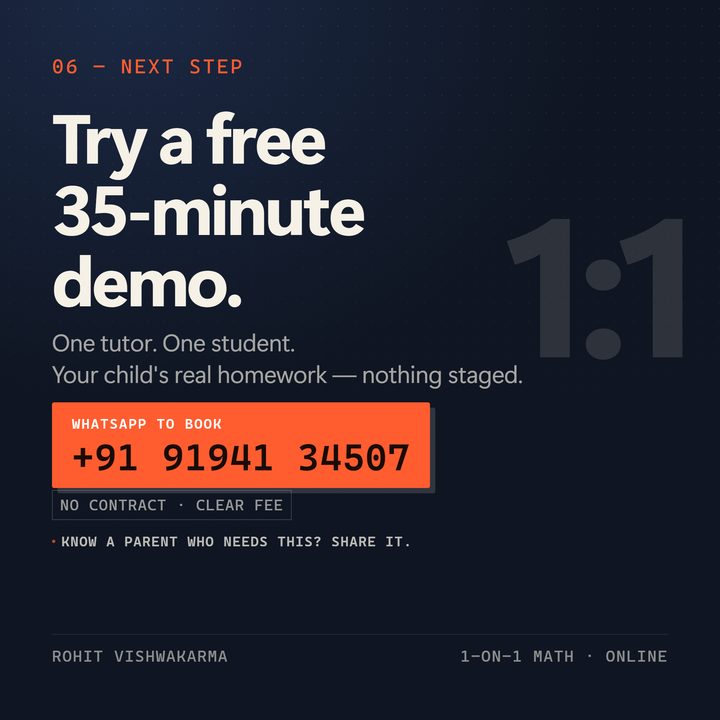 06 — NEXT STEP
Try a free
35-minute
demo.
1:1
One tutor. One student.
Your child's real homework — nothing staged.
WHATSAPP TO BOOK
+91 91941 34507
NO CONTRACT · CLEAR FEE
• KNOW A PARENT WHO NEEDS THIS? SHARE IT.
ROHIT VISHWAKARMA
1-ON-1 MATH · ONLINE